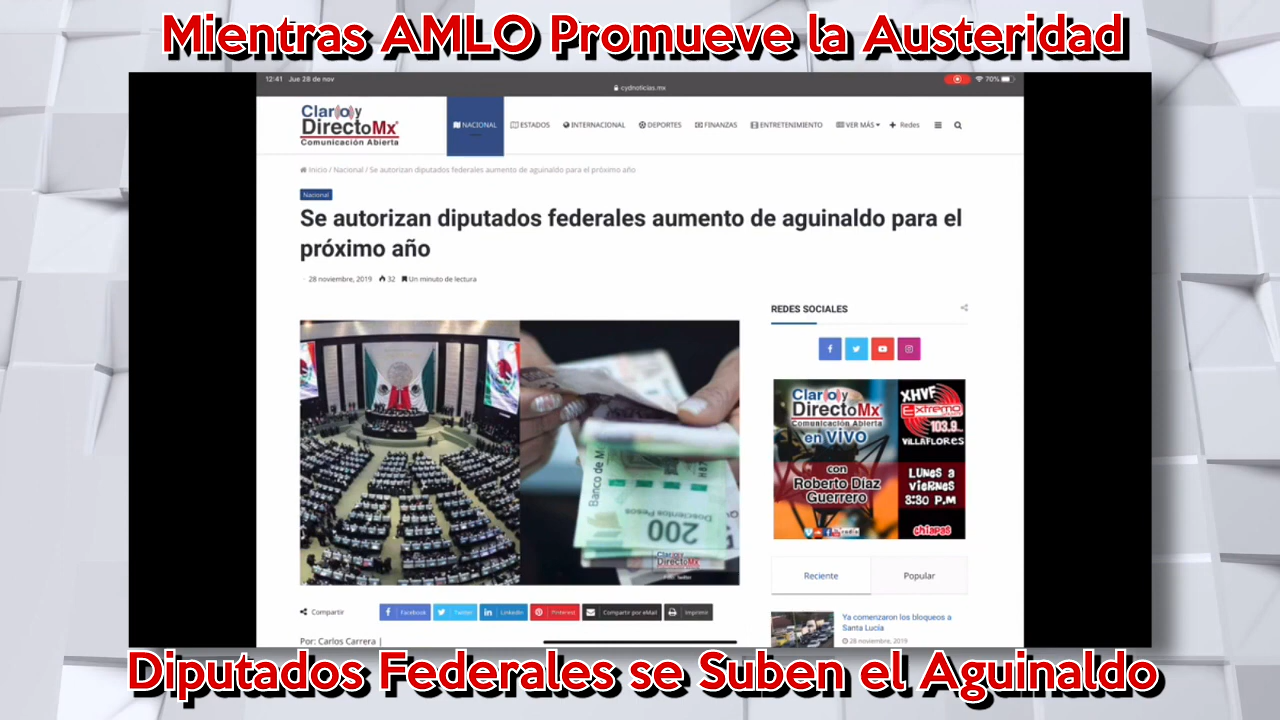 Mientras AMLO Promueve la Austeridad
12:41 Jue 28 de nov
70%
cydnoticias.mx
Claro y
DirectoMx
Comunicación Abierta
NACIONAL ESTADOS INTERNACIONAL DEPORTES FINANZAS ENTRETENIMIENTO VER MÁS Redes
Inicio / Nacional / Se autorizan diputados federales aumento de aguinaldo para el próximo año
Nacional
Se autorizan diputados federales aumento de aguinaldo para el
próximo año
28 noviembre, 2019 32 Un minuto de lectura
REDES SOCIALES
Banco de M
Doscientos Pesos
200
Claro y
DirectoMx
Claro y
DirectoMx
Comunicación Abierta
en VIVO
con
Roberto Díaz
Guerrero
XHVF
Extremo
103.9
VILLAFLORES
LUNES a
VIERNES
3:30 P.M
Chiapas
Reciente Popular
Compartir Facebook Twitter LinkedIn Pinterest Compartir por eMail Imprimir
Ya comenzaron los bloqueos a
Santa Lucía
28 noviembre, 2019
Por: Carlos Carrera |
Diputados Federales se Suben el Aguinaldo